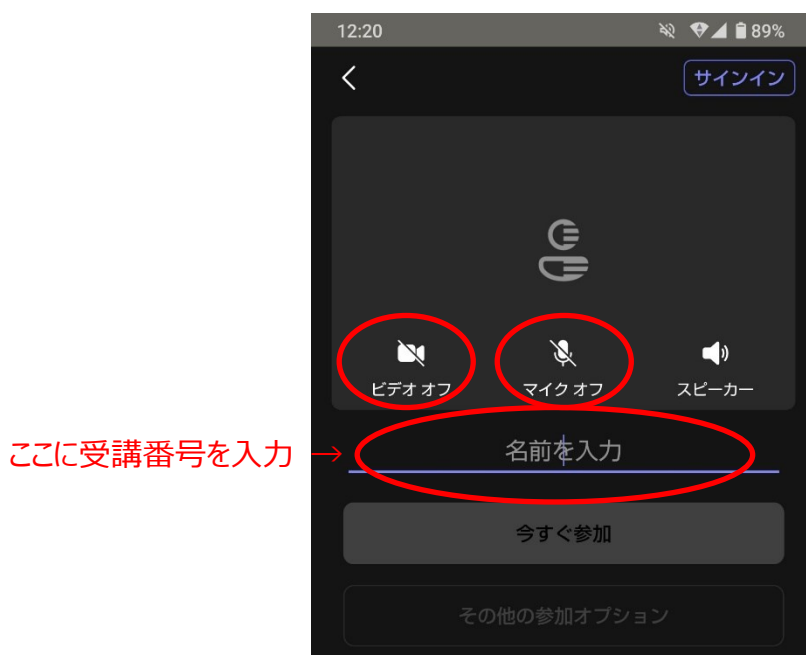 12:20 89%
サインイン
ビデオ オフ マイク オフ スピーカー
ここに受講番号を入力 → 名前を入力
今すぐ参加
その他の参加オプション